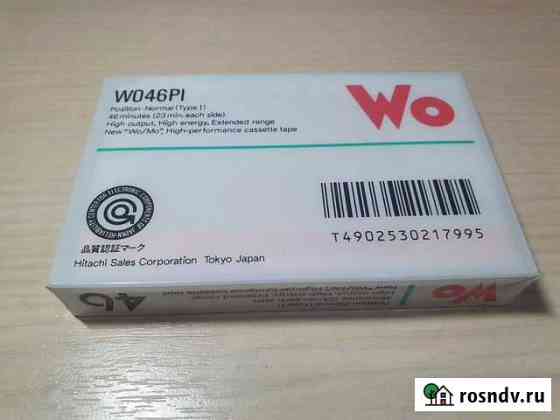 WO46PI
Position-Normal (Type I)
46 minutes (23 min. each side)
High output, High energy, Extended range
New "Wo/Mo", High-performance cassette tape
Wo
品質認証マーク
Hitachi Sales Corporation Tokyo Japan
T4902530217995
46
Wo
rosndv.ru